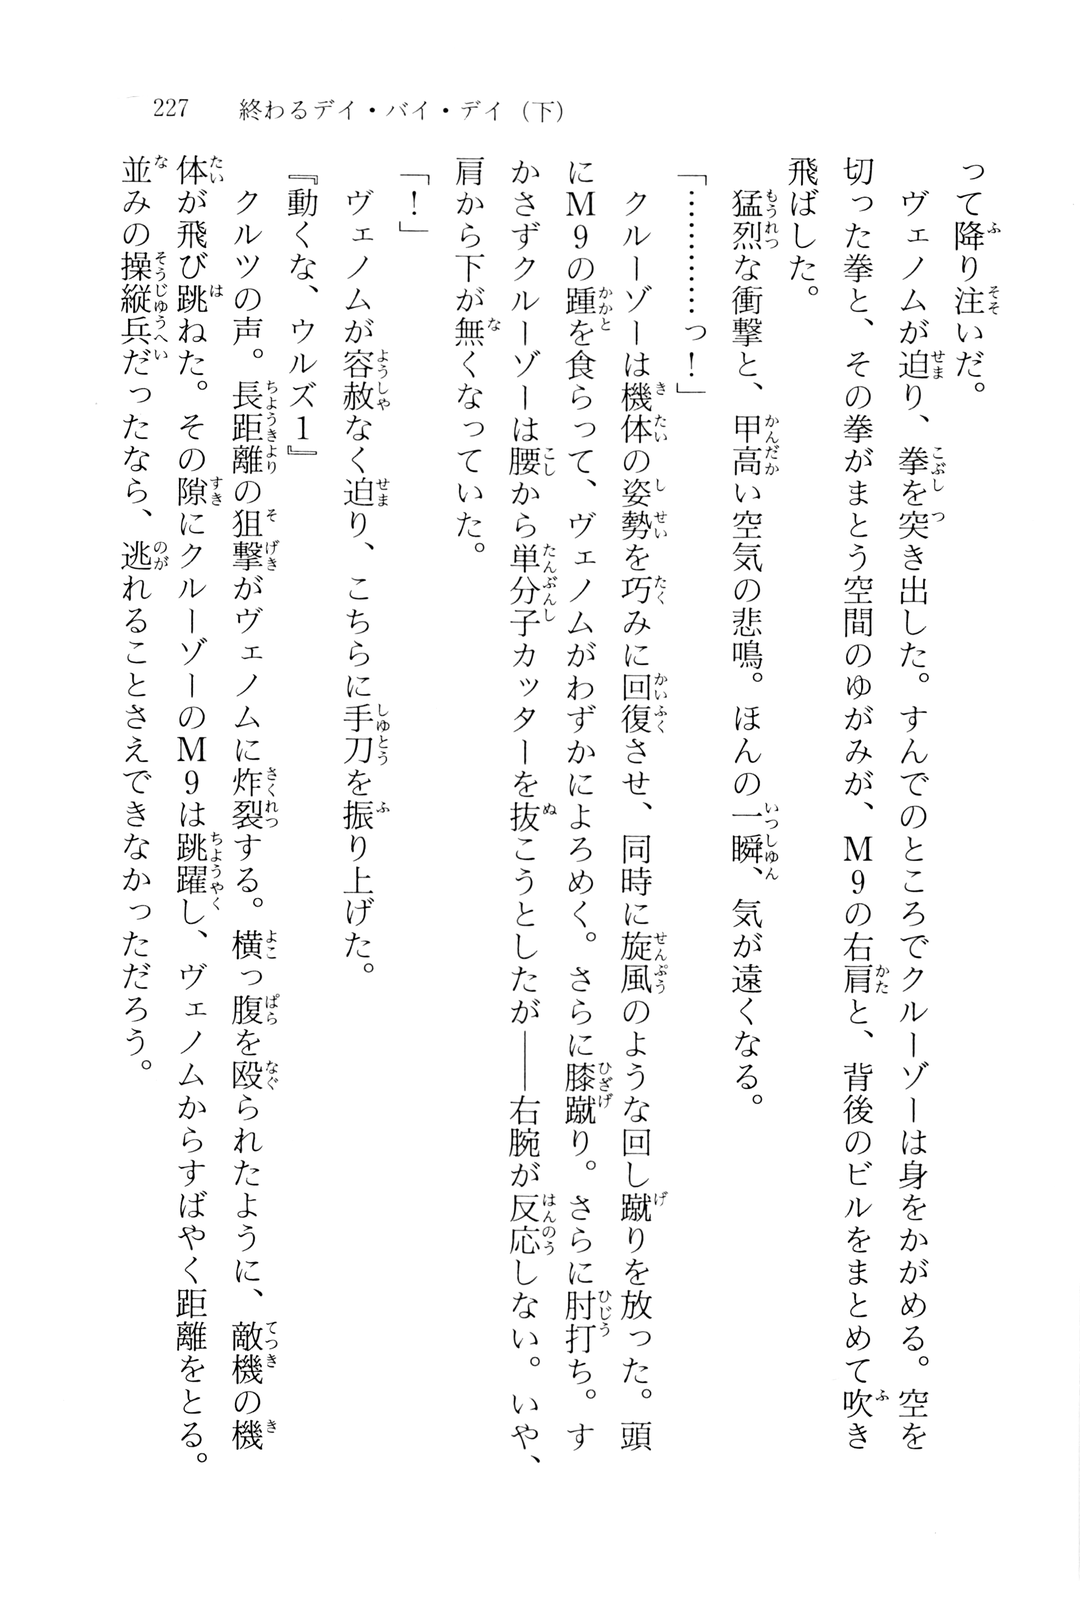 227　終わるデイ・バイ・デイ（下）
って降り注いだ。
　ヴェノムが迫り、拳を突き出した。すんでのところでクルーゾーは身をかがめる。空を
切った拳と、その拳がまとう空間のゆがみが、M9の右肩と、背後のビルをまとめて吹き
飛ばした。
　猛烈な衝撃と、甲高い空気の悲鳴。ほんの一瞬、気が遠くなる。
「…………っ！」
　クルーゾーは機体の姿勢を巧みに回復させ、同時に旋風のような回し蹴りを放った。頭
にM9の踵を食らって、ヴェノムがわずかによろめく。さらに膝蹴り。さらに肘打ち。す
かさずクルーゾーは腰から単分子カッターを抜こうとしたが――右腕が反応しない。いや、
肩から下が無くなっていた。
「！」
　ヴェノムが容赦なく迫り、こちらに手刀を振り上げた。
『動くな、ウルズ1』
　クルツの声。長距離の狙撃がヴェノムに炸裂する。横っ腹を殴られたように、敵機の機
体が飛び跳ねた。その隙にクルーゾーのM9は跳躍し、ヴェノムからすばやく距離をとる。
並みの操縦兵だったなら、逃れることさえできなかっただろう。